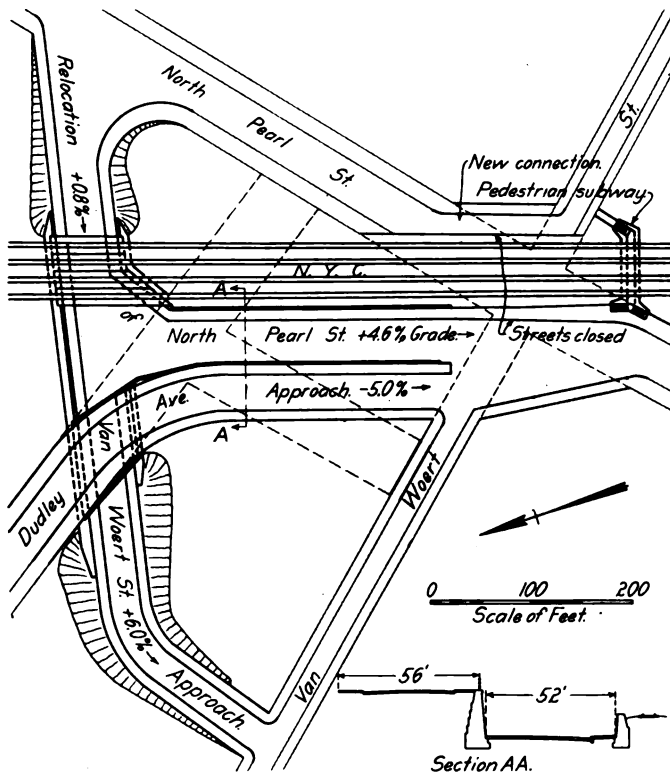 Relocation +0.8%
North Pearl St.
St.
New connection.
Pedestrian subway
N. Y. C.
A
of
North Pearl St. +4.6% Grade.
Streets closed
Approach -5.0%
Ave.
A
Van
Dudley
Woert
Woert St. +6.0%
Approach.
Van
0 100 200
Scale of Feet.
56'
52'
Section AA.